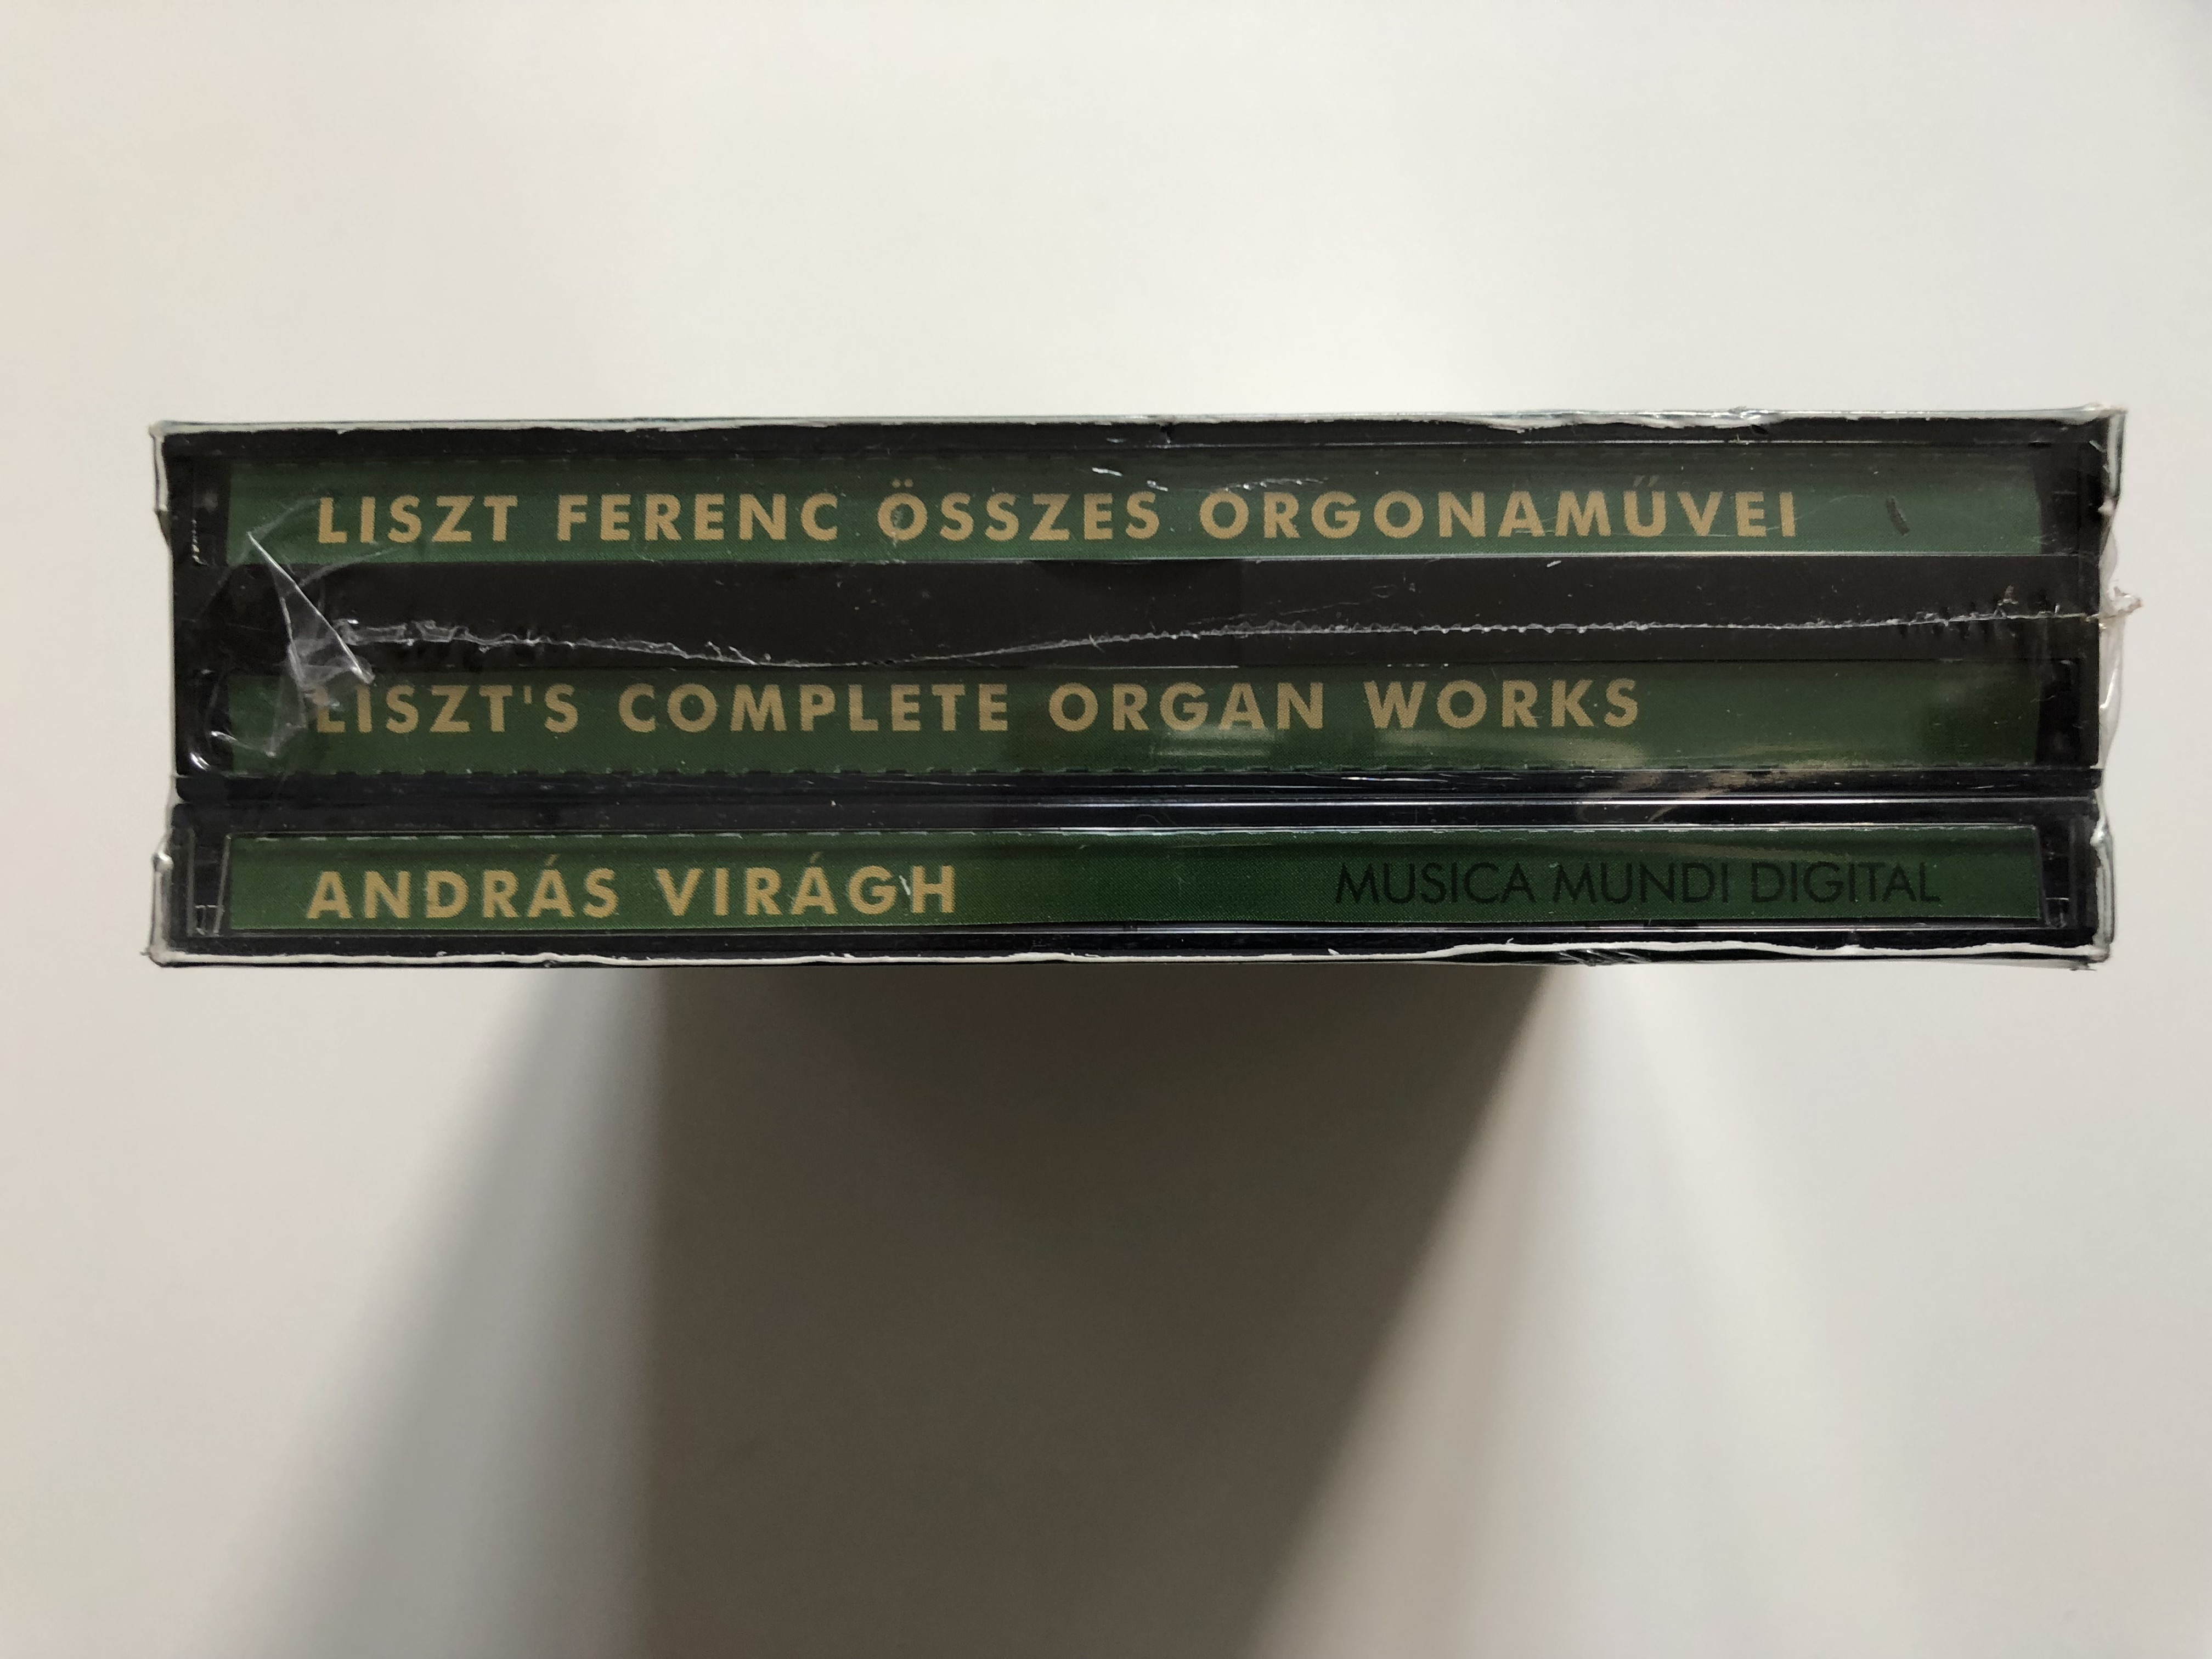 LISZT FERENC ÖSSZES ORGONAMŰVEI
LISZT'S COMPLETE ORGAN WORKS
ANDRÁS VIRÁGH MUSICA MUNDI DIGITAL